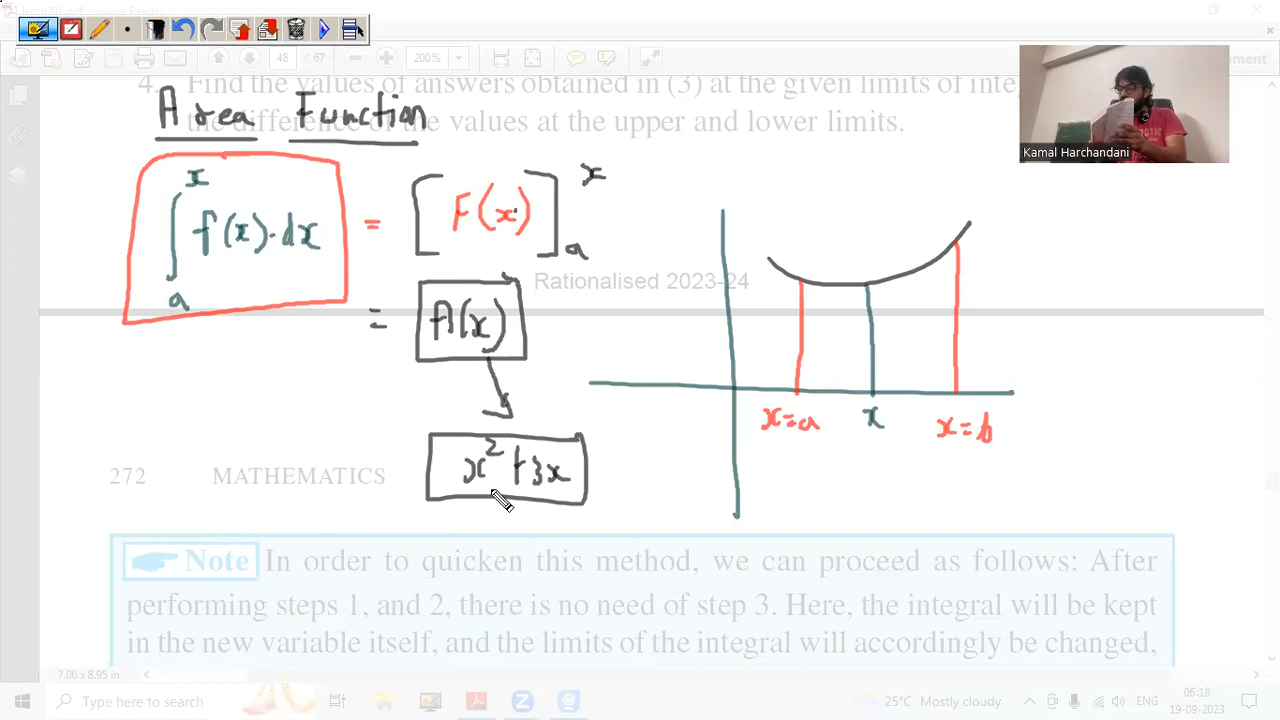 48 / 67
200%
ment
4. Find the values of answers obtained in (3) at the given limits of inte
the difference of the values at the upper and lower limits.
Area Function
Kamal Harchandani
∫ₐˣ f(x)·dx = [F(x)]ₐˣ
Rationalised 2023-24
= A(x)
x=a x x=b
x² + 3x
272 MATHEMATICS
Note In order to quicken this method, we can proceed as follows: After
performing steps 1, and 2, there is no need of step 3. Here, the integral will be kept
in the new variable itself, and the limits of the integral will accordingly be changed,
7.00 x 8.95 in
Type here to search
25°C Mostly cloudy
ENG
06:18
19-09-2023